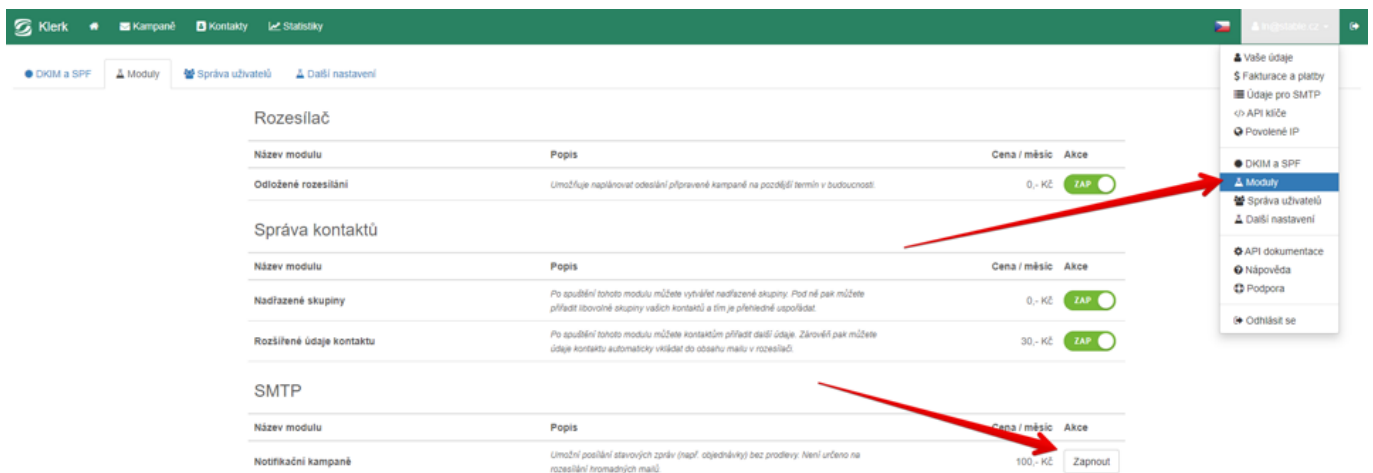 Klerk Kampaně Kontakty Statistiky
DKIM a SPF Moduly Správa uživatelů Další nastavení
Vaše údaje
$ Fakturace a platby
Údaje pro SMTP
</> API klíče
Povolené IP
DKIM a SPF
Moduly
Správa uživatelů
Další nastavení
API dokumentace
Nápověda
Podpora
Odhlásit se
Rozesílač
Název modulu Popis Cena / měsíc Akce
Odložené rozesílání Umožňuje naplánovat odeslání připravené kampaně na pozdější termín v budoucnosti. 0,- Kč ZAP
Správa kontaktů
Název modulu Popis Cena / měsíc Akce
Nadřazené skupiny Po spuštění tohoto modulu můžete vytvářet nadřazené skupiny. Pod ně pak můžete
přiřadit libovolné skupiny vašich kontaktů a tím je přehledně uspořádat. 0,- Kč ZAP
Rozšířené údaje kontaktu Po spuštění tohoto modulu můžete kontaktům přiřadit další údaje. Zároveň pak můžete
údaje kontaktu automaticky vkládat do obsahu mailu v rozesílači. 30,- Kč ZAP
SMTP
Název modulu Popis Cena / měsíc Akce
Notifikační kampaně Umožní posílání stavových zpráv (např. objednávky) bez prodlevy. Není určeno na
rozesílání hromadných mailů. 100,- Kč Zapnout